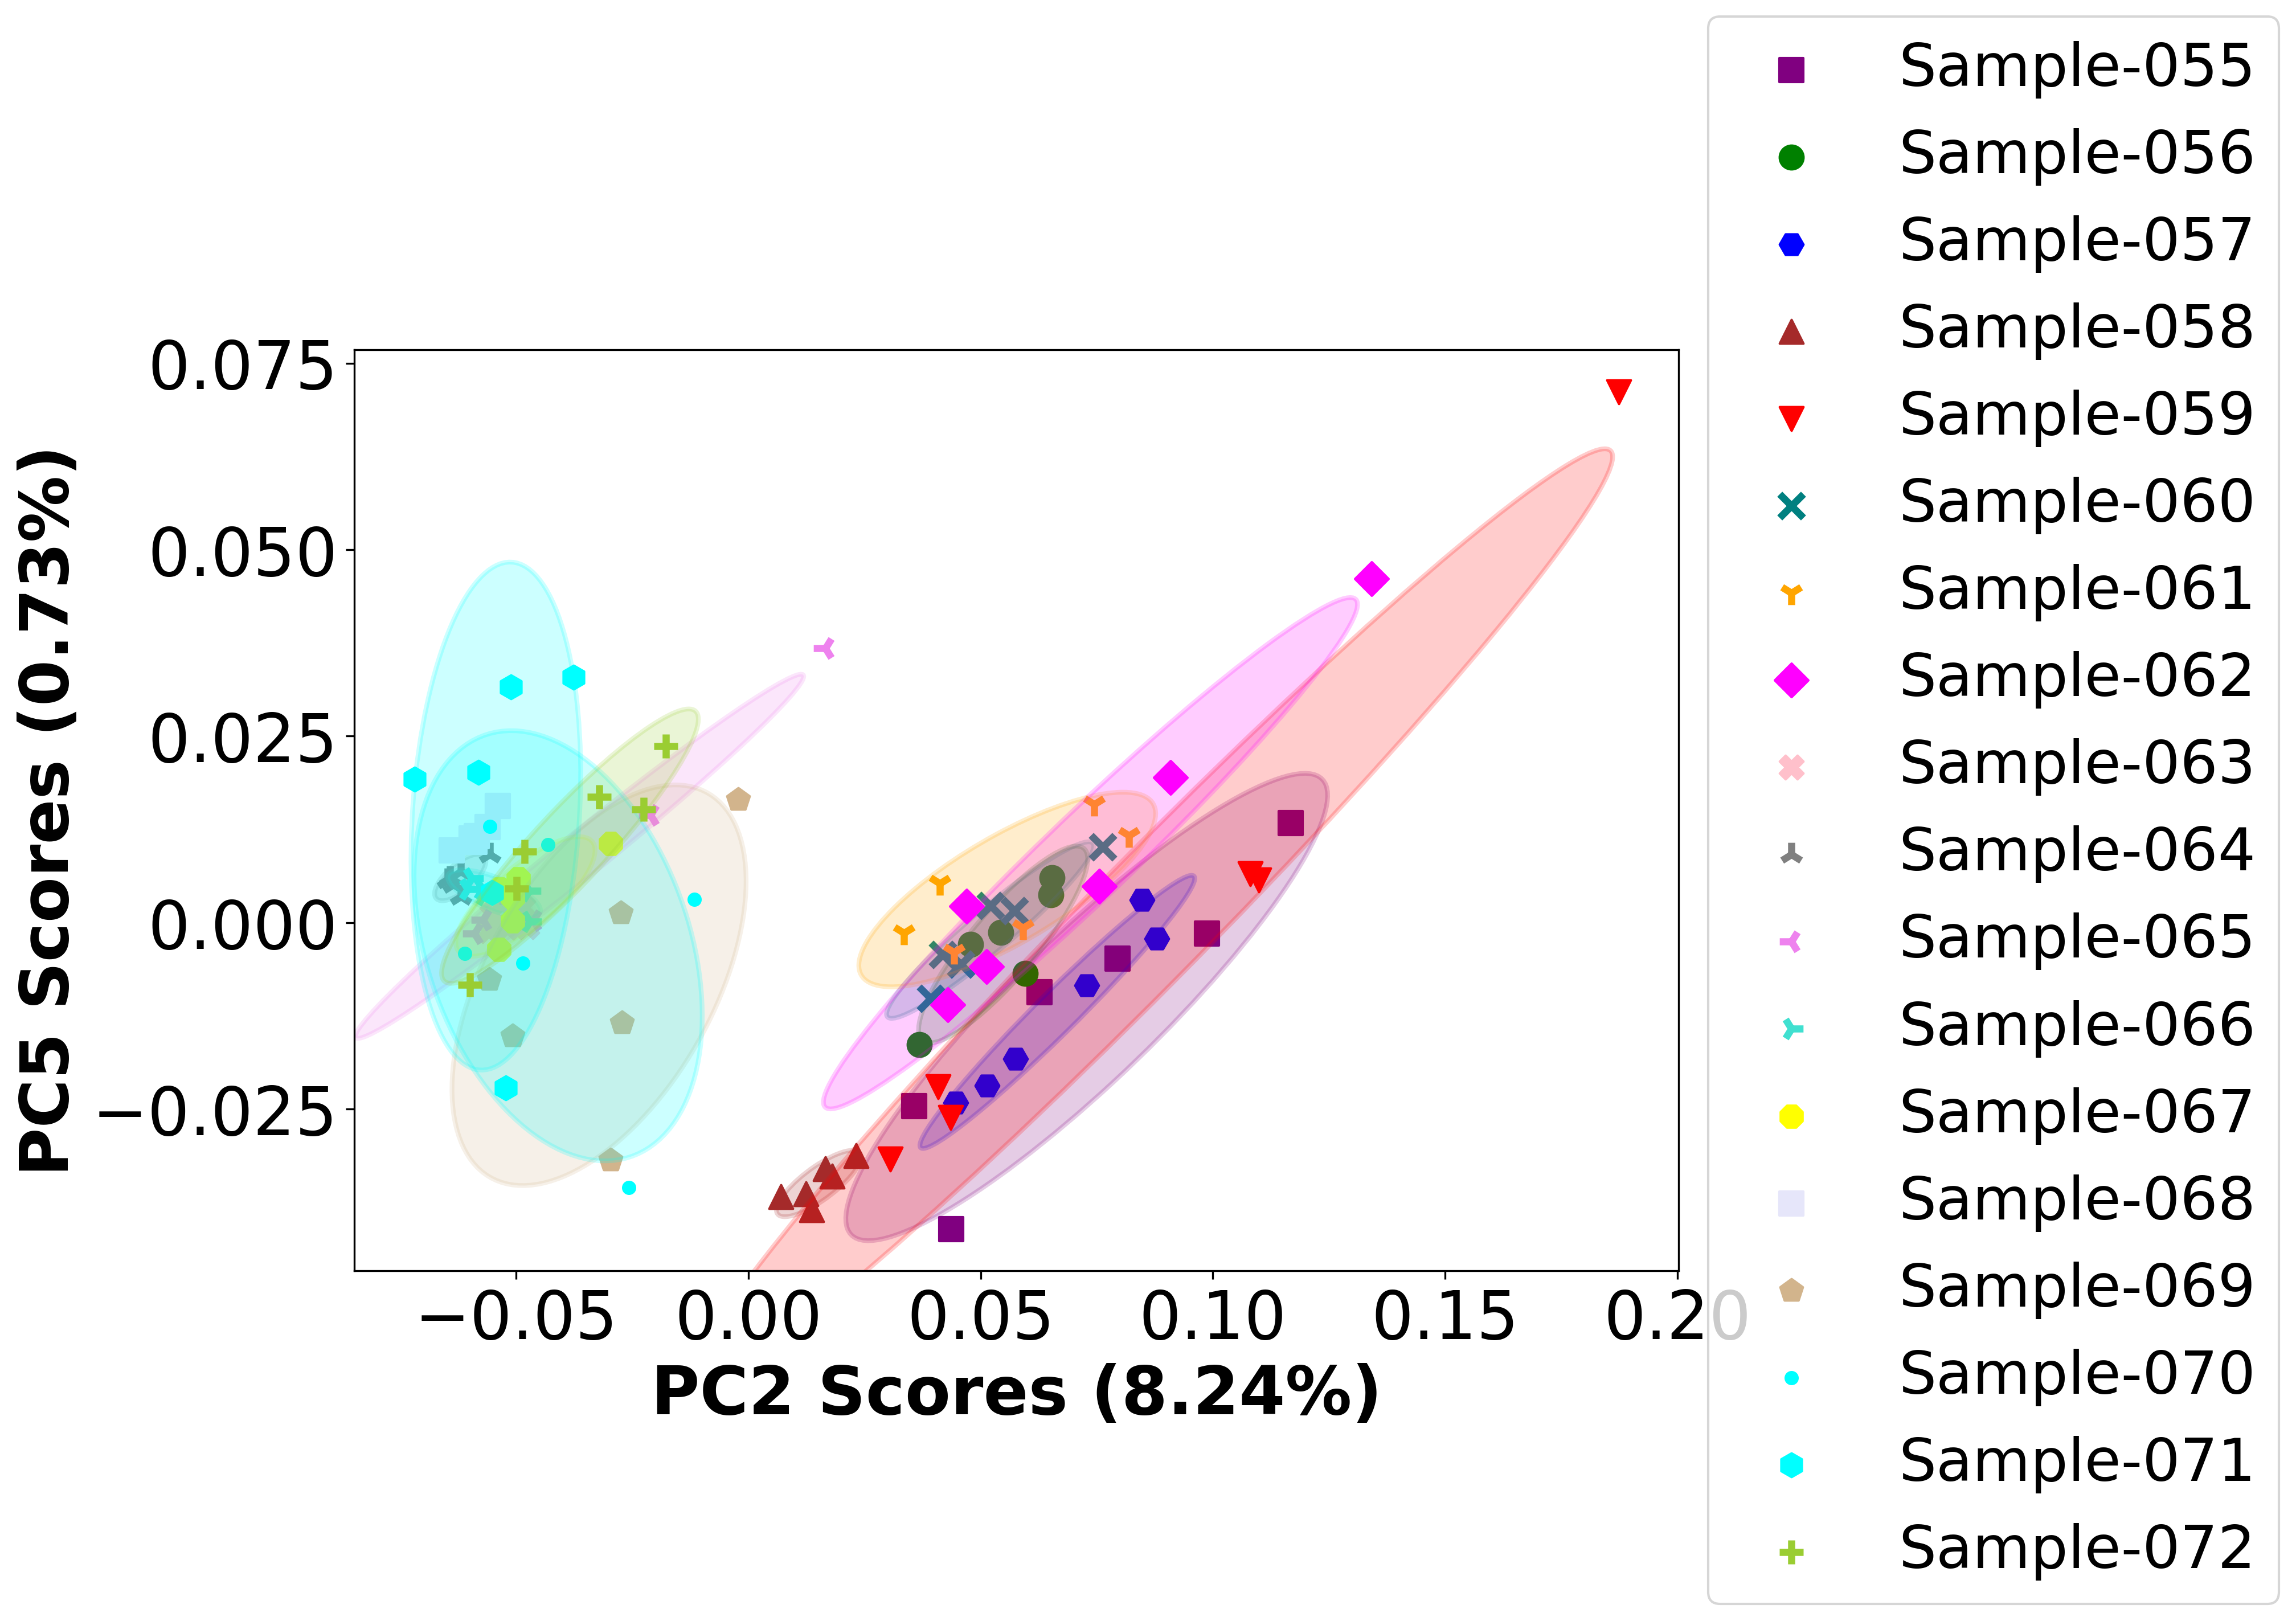 Sample-055
Sample-056
Sample-057
Sample-058
Sample-059
Sample-060
Sample-061
Sample-062
Sample-063
Sample-064
Sample-065
Sample-066
Sample-067
Sample-068
Sample-069
Sample-070
Sample-071
Sample-072
0.075
0.050
0.025
0.000
−0.025
PC5 Scores (0.73%)
−0.05 0.00 0.05 0.10 0.15 0.20
PC2 Scores (8.24%)